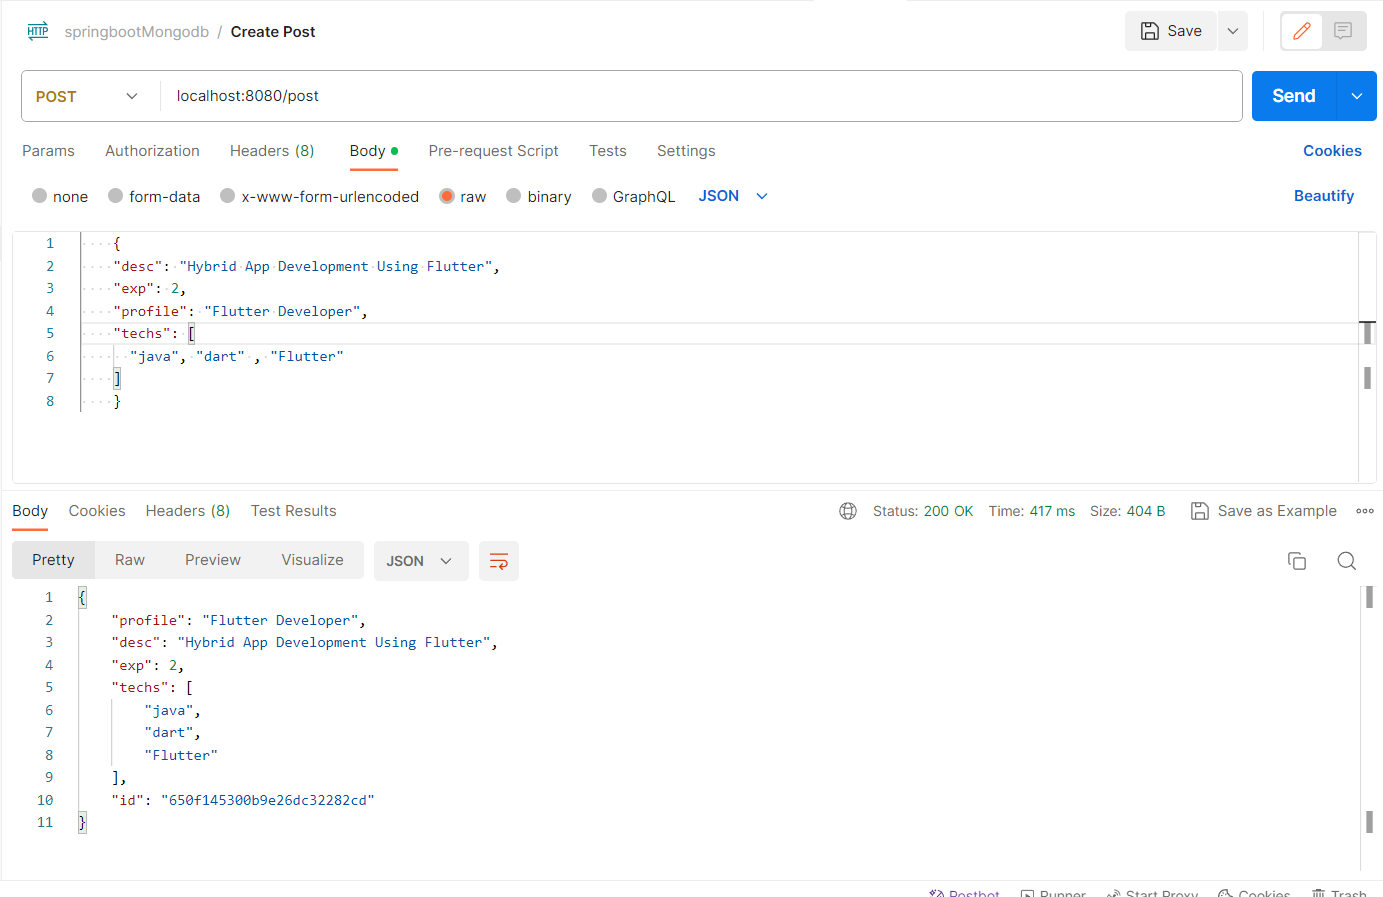 HTTP springbootMongodb / Create Post Save
POST localhost:8080/post Send
Params Authorization Headers (8) Body Pre-request Script Tests Settings Cookies
none form-data x-www-form-urlencoded raw binary GraphQL JSON Beautify
1 {
2 "desc": "Hybrid App Development Using Flutter",
3 "exp": 2,
4 "profile": "Flutter Developer",
5 "techs": [
6 "java", "dart" , "Flutter"
7 ]
8 }
Body Cookies Headers (8) Test Results Status: 200 OK Time: 417 ms Size: 404 B Save as Example
Pretty Raw Preview Visualize JSON
1 {
2 "profile": "Flutter Developer",
3 "desc": "Hybrid App Development Using Flutter",
4 "exp": 2,
5 "techs": [
6 "java",
7 "dart",
8 "Flutter"
9 ],
10 "id": "650f145300b9e26dc32282cd"
11 }
Postbot Runner Start Proxy Cookies Trash